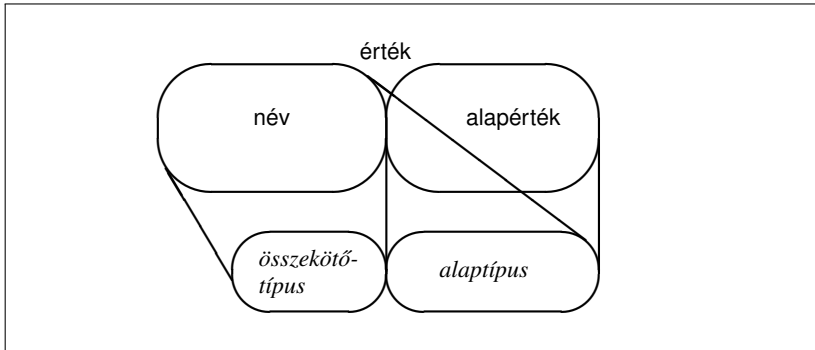 érték
név
alapérték
összekötő-
típus
alaptípus